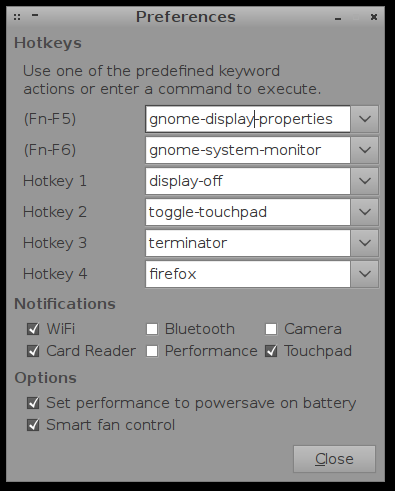 Preferences
Hotkeys
Use one of the predefined keyword
actions or enter a command to execute.
(Fn-F5) gnome-display-properties
(Fn-F6) gnome-system-monitor
Hotkey 1 display-off
Hotkey 2 toggle-touchpad
Hotkey 3 terminator
Hotkey 4 firefox
Notifications
WiFi Bluetooth Camera
Card Reader Performance Touchpad
Options
Set performance to powersave on battery
Smart fan control
Close